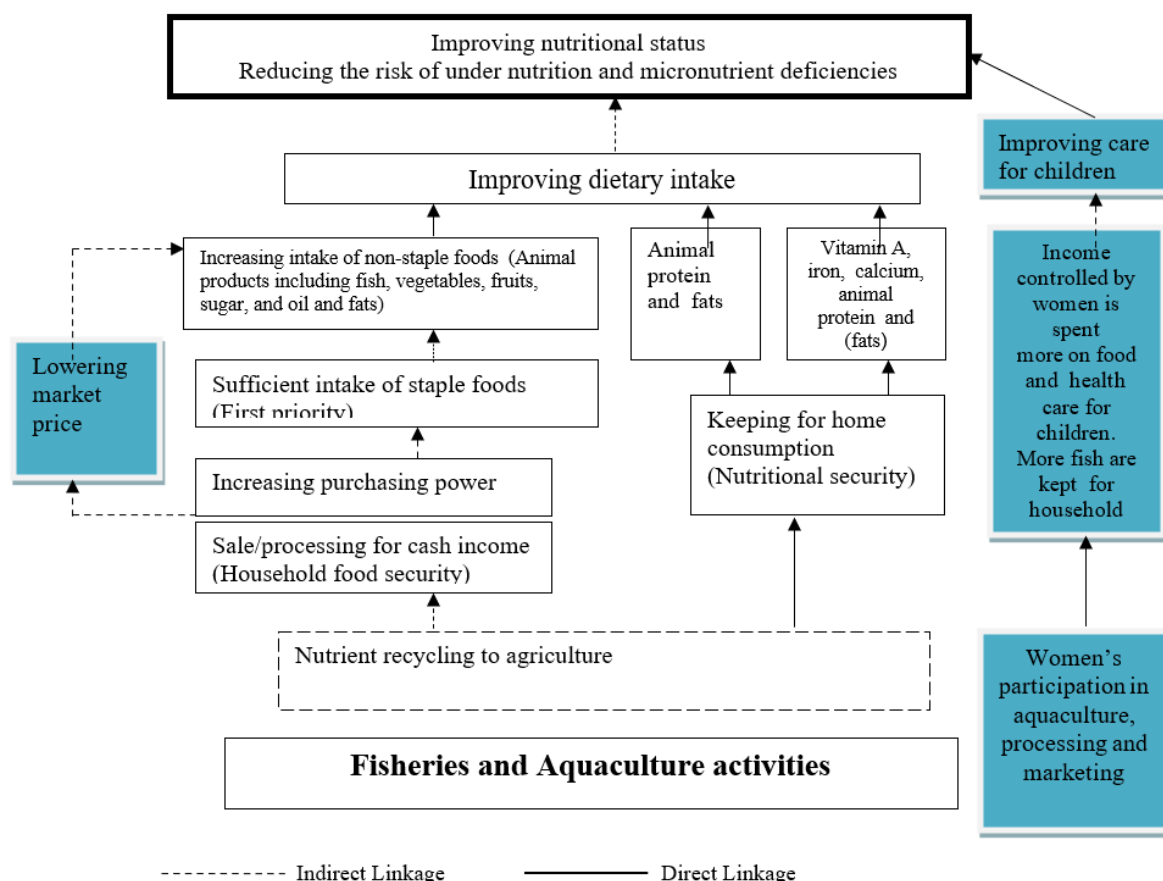 Improving nutritional status
Reducing the risk of under nutrition and micronutrient deficiencies
Improving care
for children
Improving dietary intake
Increasing intake of non-staple foods (Animal
products including fish, vegetables, fruits,
sugar, and oil and fats)
Animal
protein
and fats
Vitamin A,
iron, calcium,
animal
protein and
(fats)
Income
controlled by
women is
spent
more on food
and health
care for
children.
More fish are
kept for
household
Lowering
market
price
Sufficient intake of staple foods
(First priority)
Keeping for home
consumption
(Nutritional security)
Increasing purchasing power
Sale/processing for cash income
(Household food security)
Nutrient recycling to agriculture
Women's
participation in
aquaculture,
processing and
marketing
Fisheries and Aquaculture activities
Indirect Linkage
Direct Linkage